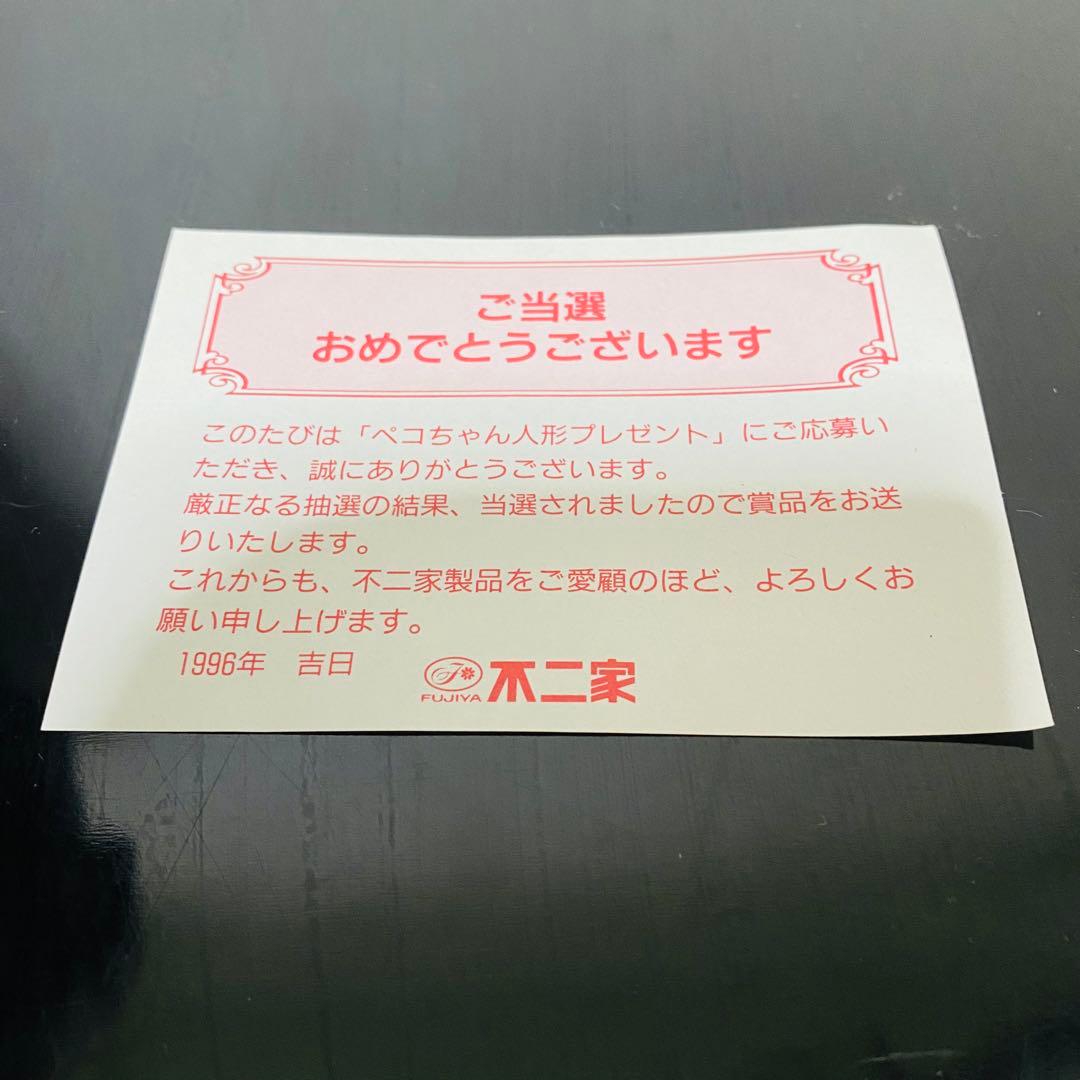 ご当選
おめでとうございます
このたびは「ペコちゃん人形プレゼント」にご応募い
ただき、誠にありがとうございます。
厳正なる抽選の結果、当選されましたので賞品をお送
りいたします。
これからも、不二家製品をご愛顧のほど、よろしくお
願い申し上げます。
1996年 吉日
F FUJIYA 不二家